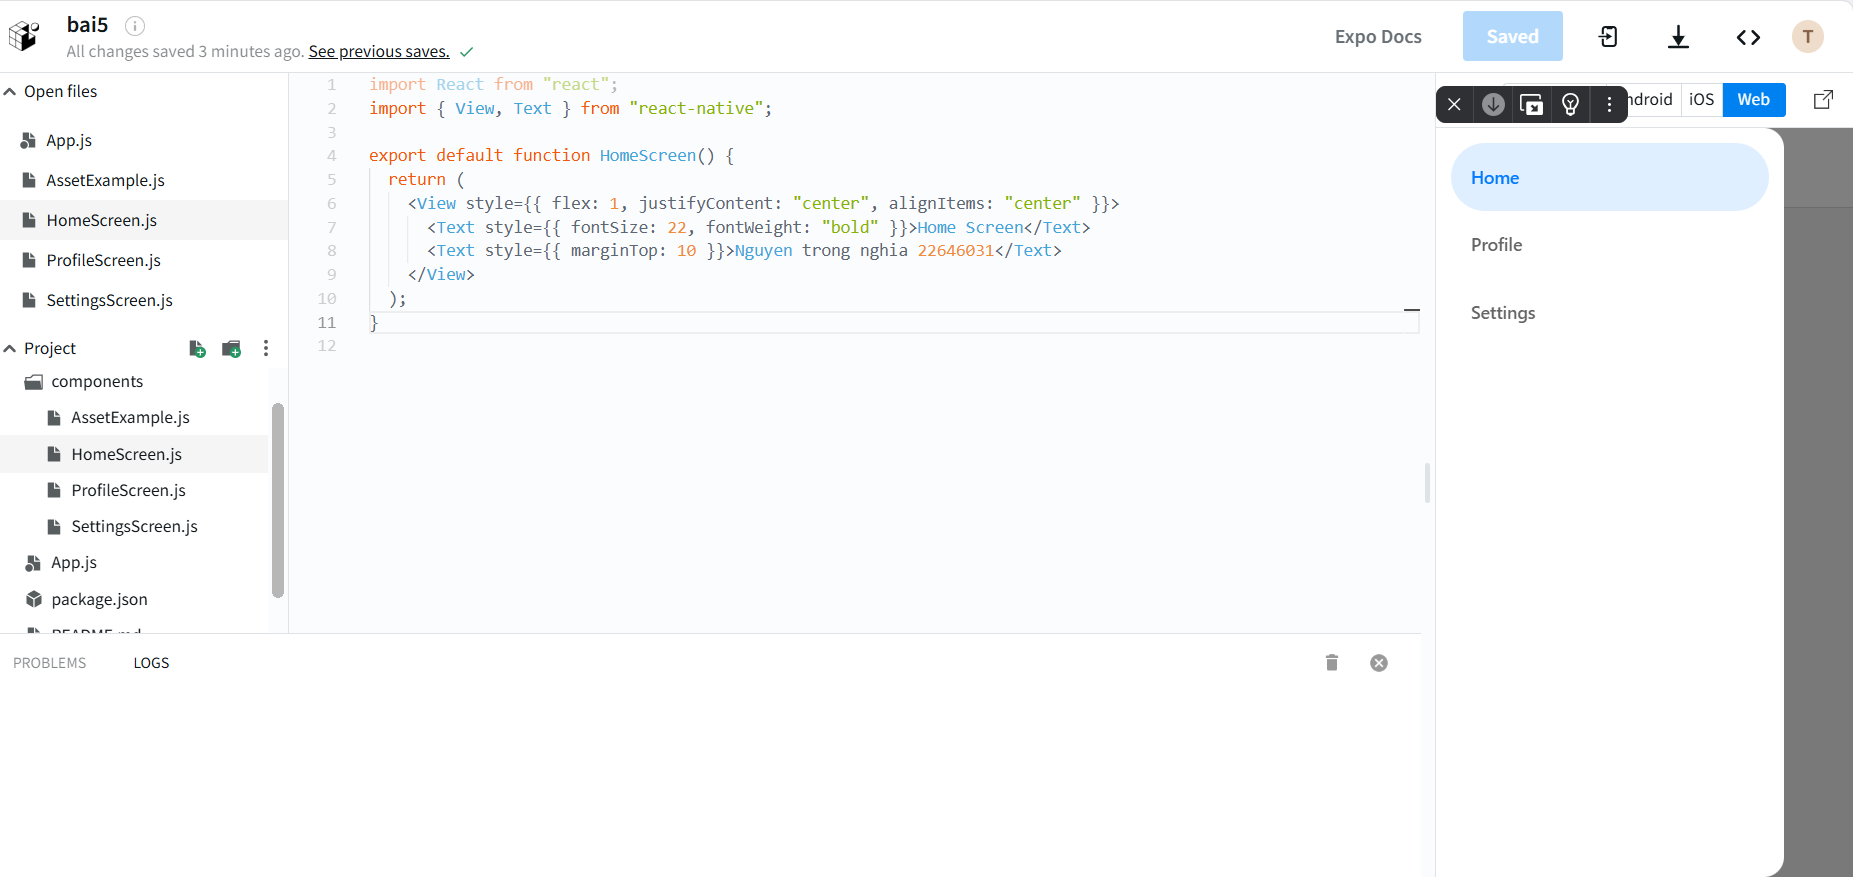 bai5
All changes saved 3 minutes ago. See previous saves.
Expo Docs
Saved
T
Open files
App.js
AssetExample.js
HomeScreen.js
ProfileScreen.js
SettingsScreen.js
Project
components
AssetExample.js
HomeScreen.js
ProfileScreen.js
SettingsScreen.js
App.js
package.json
README.md
1 import React from "react";
2 import { View, Text } from "react-native";
3
4 export default function HomeScreen() {
5 return (
6 <View style={{ flex: 1, justifyContent: "center", alignItems: "center" }}>
7 <Text style={{ fontSize: 22, fontWeight: "bold" }}>Home Screen</Text>
8 <Text style={{ marginTop: 10 }}>Nguyen trong nghia 22646031</Text>
9 </View>
10 );
11 }
12
PROBLEMS
LOGS
ndroid
iOS
Web
Home
Profile
Settings